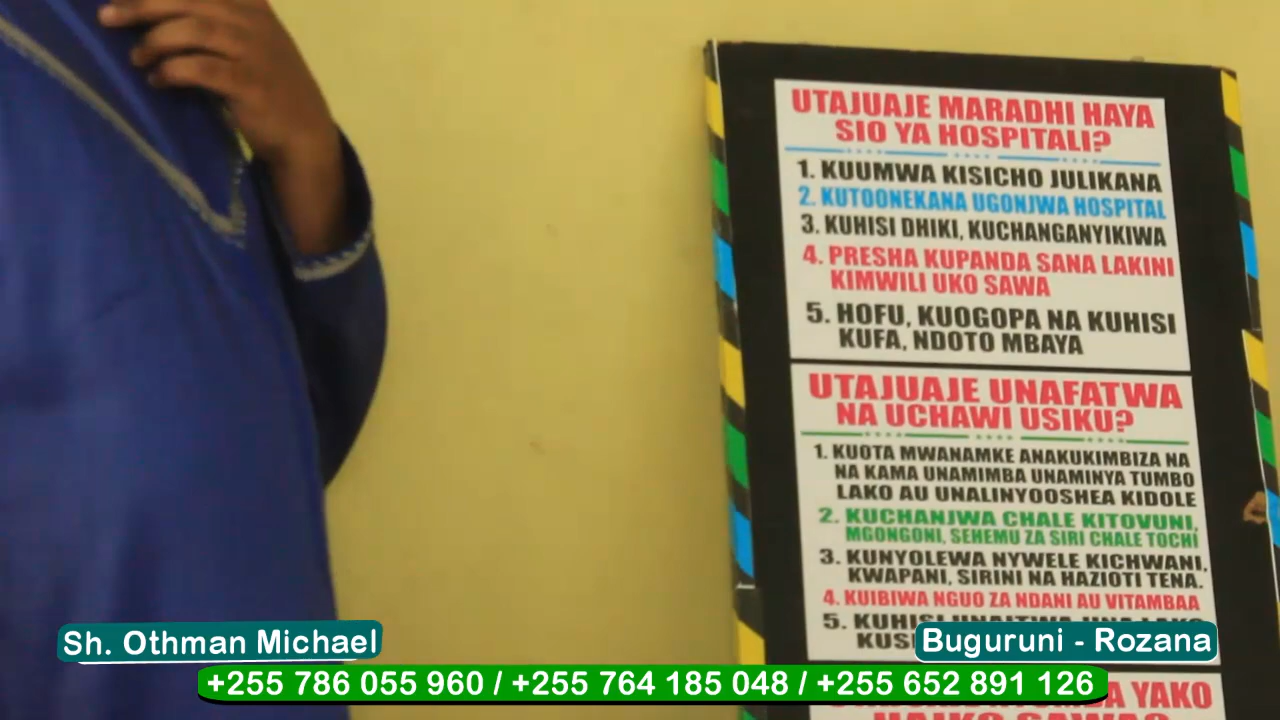 UTAJUAJE MARADHI HAYA
SIO YA HOSPITALI?
1. KUUMWA KISICHO JULIKANA
2. KUTOONEKANA UGONJWA HOSPITAL
3. KUHISI DHIKI, KUCHANGANYIKIWA
4. PRESHA KUPANDA SANA LAKINI
KIMWILI UKO SAWA
5. HOFU, KUOGOPA NA KUHISI
KUFA, NDOTO MBAYA
UTAJUAJE UNAFATWA
NA UCHAWI USIKU?
1. KUOTA MWANAMKE ANAKUKIMBIZA NA
NA KAMA UNAMIMBA UNAMINYA TUMBO
LAKO AU UNALINYOOSHEA KIDOLE
2. KUCHANJWA CHALE KITOVUNI,
MGONGONI, SEHEMU ZA SIRI CHALE TOCHI
3. KUNYOLEWA NYWELE KICHWANI,
KWAPANI, SIRINI NA HAZIOTI TENA.
4. KUIBIWA NGUO ZA NDANI AU VITAMBAA
5.
YAKO
Sh. Othman Michael
Buguruni - Rozana
+255 786 055 960 / +255 764 185 048 / +255 652 891 126